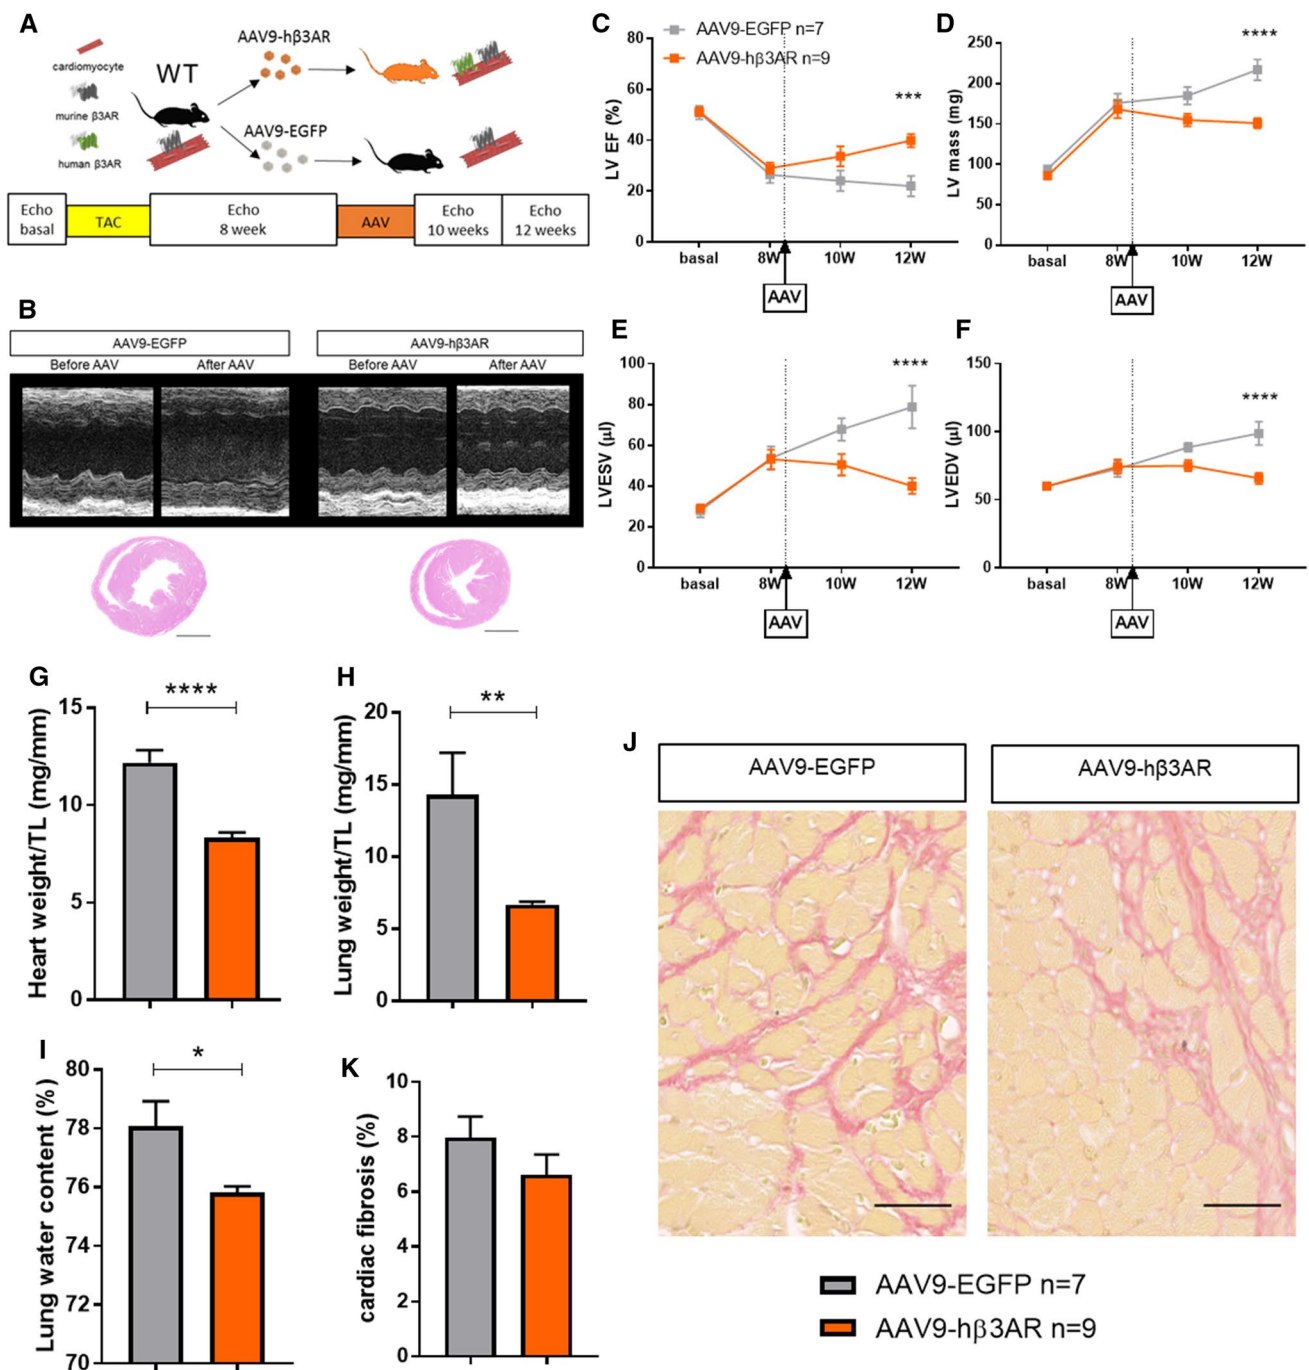 A
cardiomyocyte
murine β3AR
human β3AR
WT
AAV9-hβ3AR
AAV9-EGFP
Echo
basal
TAC
Echo
8 week
AAV
Echo
10 weeks
Echo
12 weeks
B
AAV9-EGFP
AAV9-hβ3AR
Before AAV
After AAV
Before AAV
After AAV
C
AAV9-EGFP n=7
AAV9-hβ3AR n=9
LV EF (%)
80
60
40
20
0
***
basal
8W
10W
12W
AAV
D
LV mass (mg)
250
200
150
100
50
0
****
basal
8W
10W
12W
AAV
E
LVESV (µl)
100
80
60
40
20
0
****
basal
8W
10W
12W
AAV
F
LVEDV (µl)
150
100
50
0
****
basal
8W
10W
12W
AAV
G
Heart weight/TL (mg/mm)
15
10
5
0
****
H
Lung weight/TL (mg/mm)
20
15
10
5
0
**
I
Lung water content (%)
80
78
76
74
72
70
*
K
cardiac fibrosis (%)
10
8
6
4
2
0
J
AAV9-EGFP
AAV9-hβ3AR
AAV9-EGFP n=7
AAV9-hβ3AR n=9